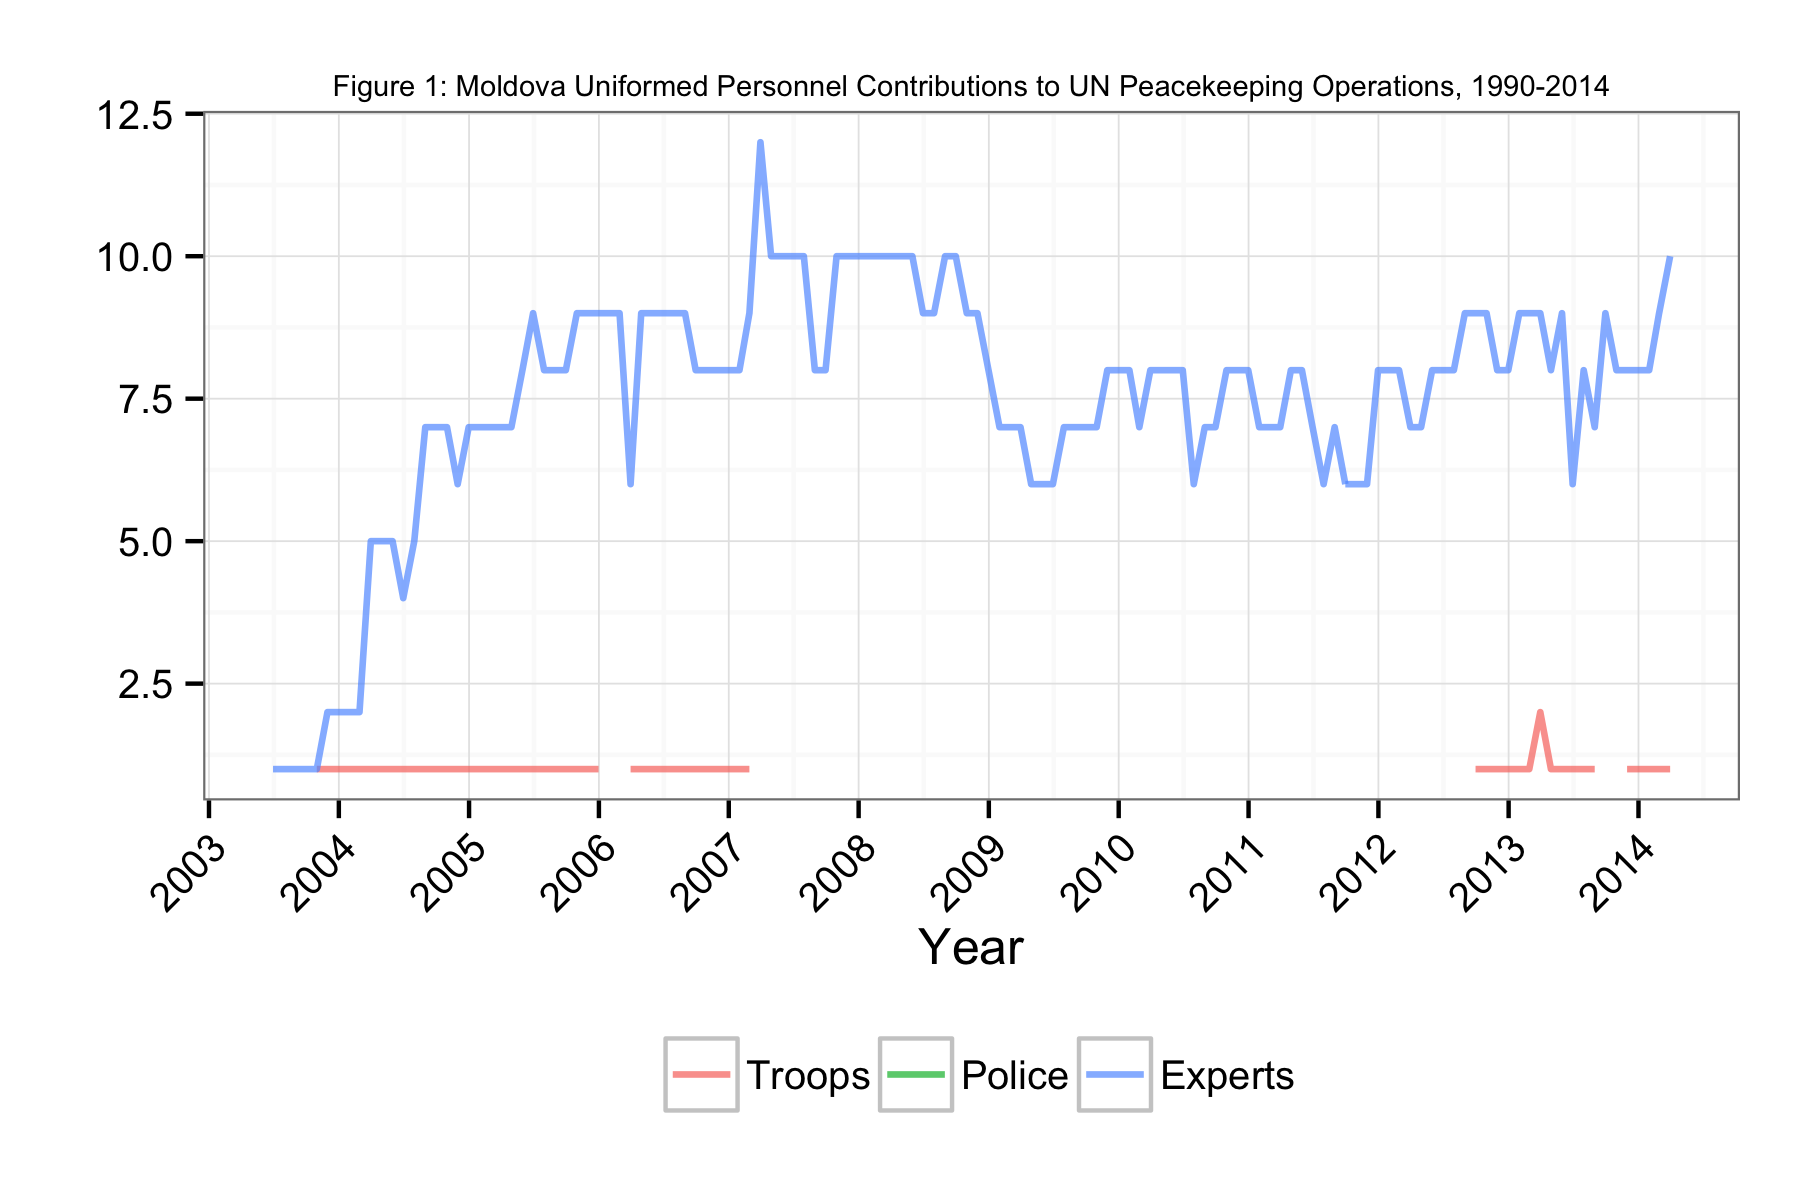 Figure 1: Moldova Uniformed Personnel Contributions to UN Peacekeeping Operations, 1990-2014
12.5
10.0
7.5
5.0
2.5
2003 2004 2005 2006 2007 2008 2009 2010 2011 2012 2013 2014
Year
Troops Police Experts